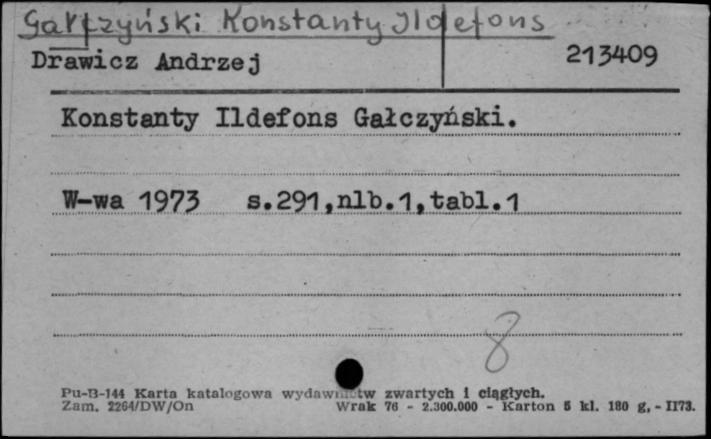 Gałczyński Konstanty Ildefons
Drawicz Andrzej 213409
Konstanty Ildefons Gałczyński.
W-wa 1973 s.291,nlb.1,tabl.1
8
Pu-B-144 Karta katalogowa wydawnictw zwartych i ciągłych.
Zam. 2264/DW/On Wrak 76 - 2.300.000 - Karton 5 kl. 180 g. - II73.